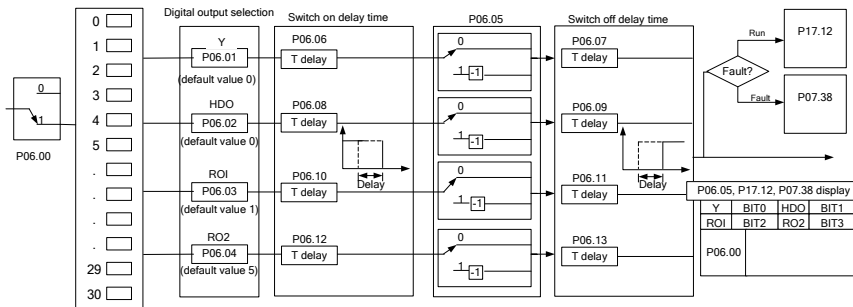 Digital output selection
Switch on delay time
P06.05
Switch off delay time
0
1
2
3
4
5
.
.
.
.
29
30
0
1
P06.00
Y
P06.01
(default value 0)
HDO
P06.02
(default value 0)
ROI
P06.03
(default value 1)
RO2
P06.04
(default value 5)
P06.06
T delay
P06.08
T delay
Delay
P06.10
T delay
P06.12
T delay
0
1
-1
0
1
-1
0
1
-1
0
1
-1
P06.07
T delay
P06.09
T delay
Delay
P06.11
T delay
P06.13
T delay
Run
Fault?
Fault
P17.12
P07.38
P06.05, P17.12, P07.38 display
Y BIT0 HDO BIT1
ROI BIT2 RO2 BIT3
P06.00